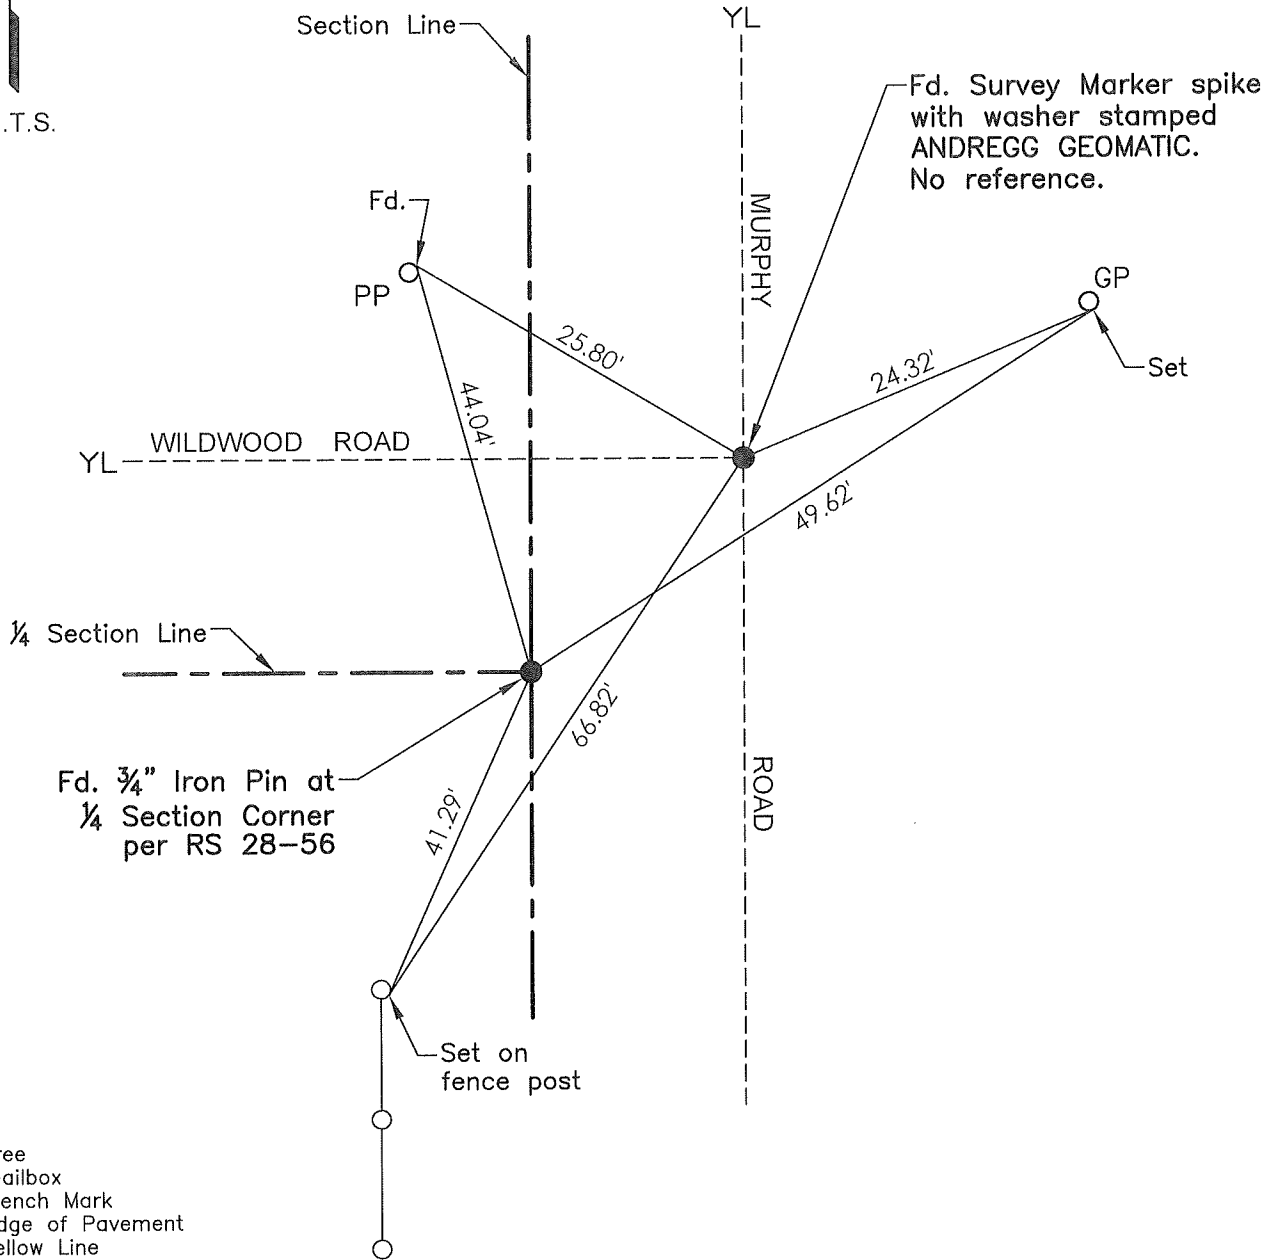 Section Line
YL
Fd. Survey Marker spike
with washer stamped
ANDREGG GEOMATIC.
No reference.
.T.S.
Fd.
MURPHY
PP
GP
25.80'
24.32'
Set
44.04'
WILDWOOD ROAD
YL
49.62'
¼ Section Line
66.82'
Fd. ¾" Iron Pin at
¼ Section Corner
per RS 28-56
ROAD
41.29'
Set on
fence post
ree
ailbox
ench Mark
dge of Pavement
ellow Line